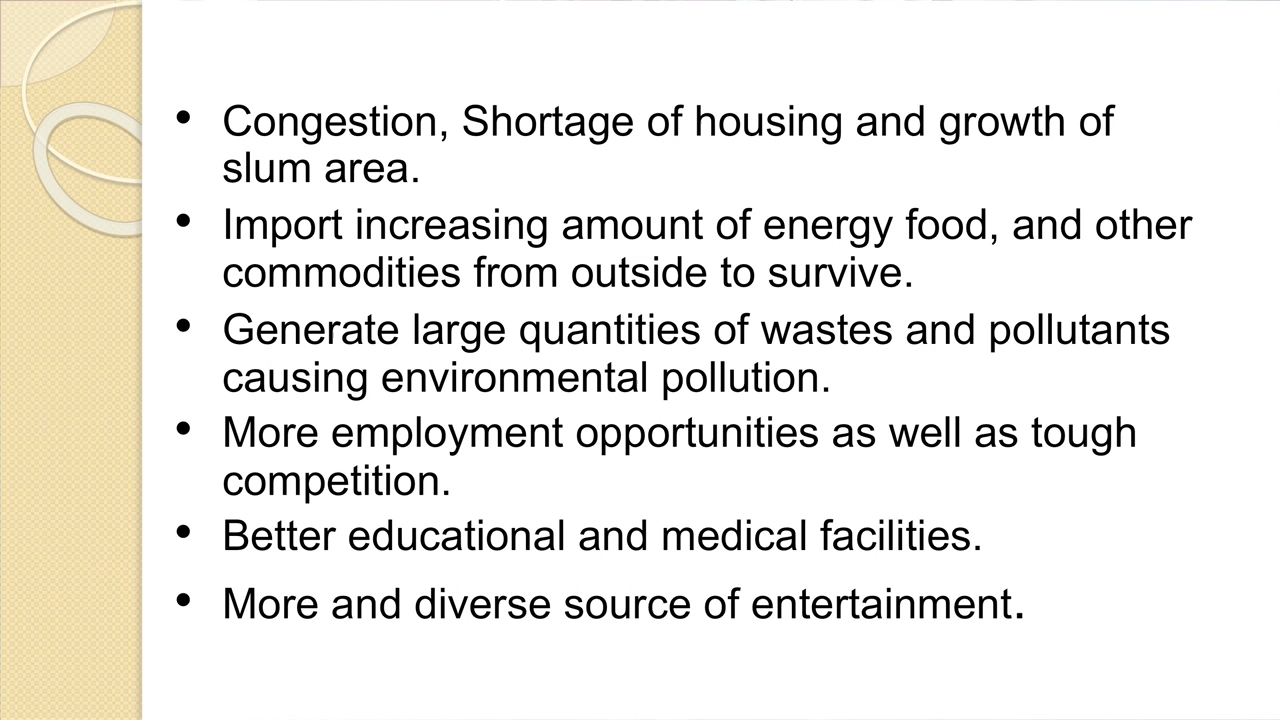 • Congestion, Shortage of housing and growth of
slum area.
• Import increasing amount of energy food, and other
commodities from outside to survive.
• Generate large quantities of wastes and pollutants
causing environmental pollution.
• More employment opportunities as well as tough
competition.
• Better educational and medical facilities.
• More and diverse source of entertainment.